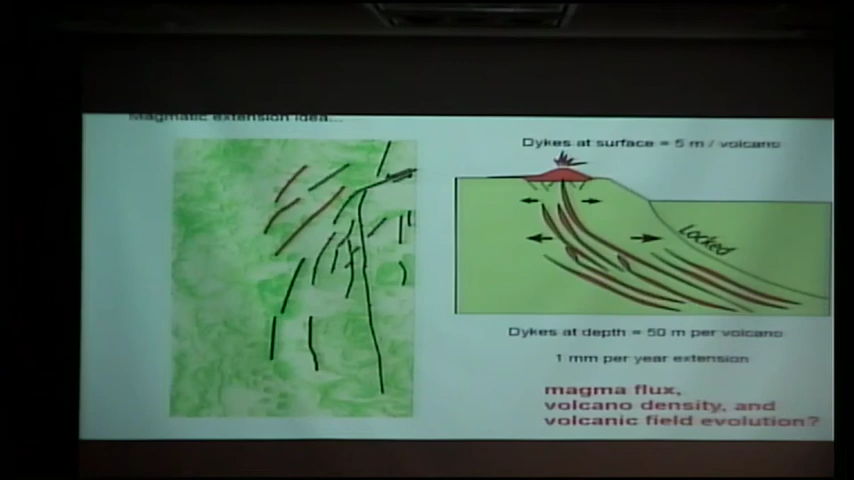 Magmatic extension idea...
Dykes at surface = 5 m / volcano
Locked
Dykes at depth = 50 m per volcano
1 mm per year extension
magma flux,
volcano density, and
volcanic field evolution?